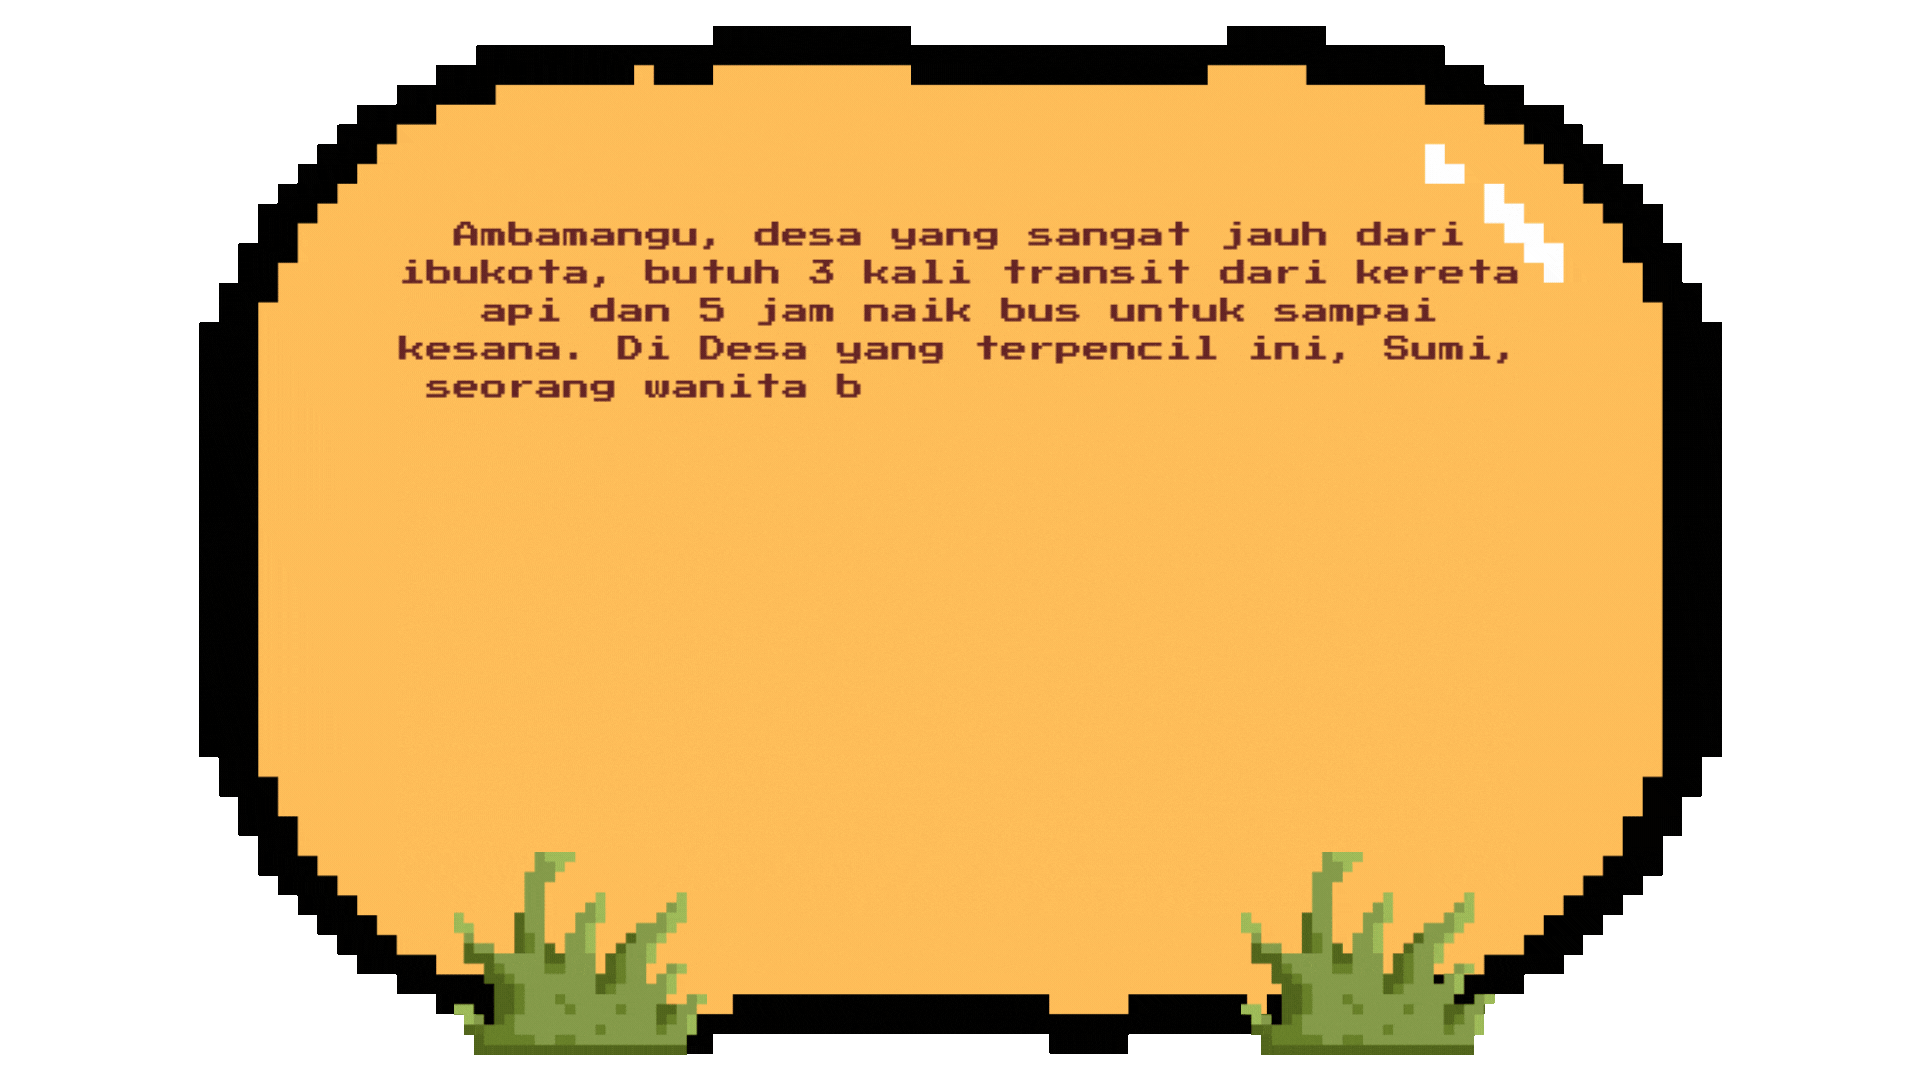 Ambamangu, desa yang sangat jauh dari
ibukota, butuh 3 kali transit dari kereta
api dan 5 jam naik bus untuk sampai
kesana. Di Desa yang terpencil ini, Sumi,
seorang wanita b